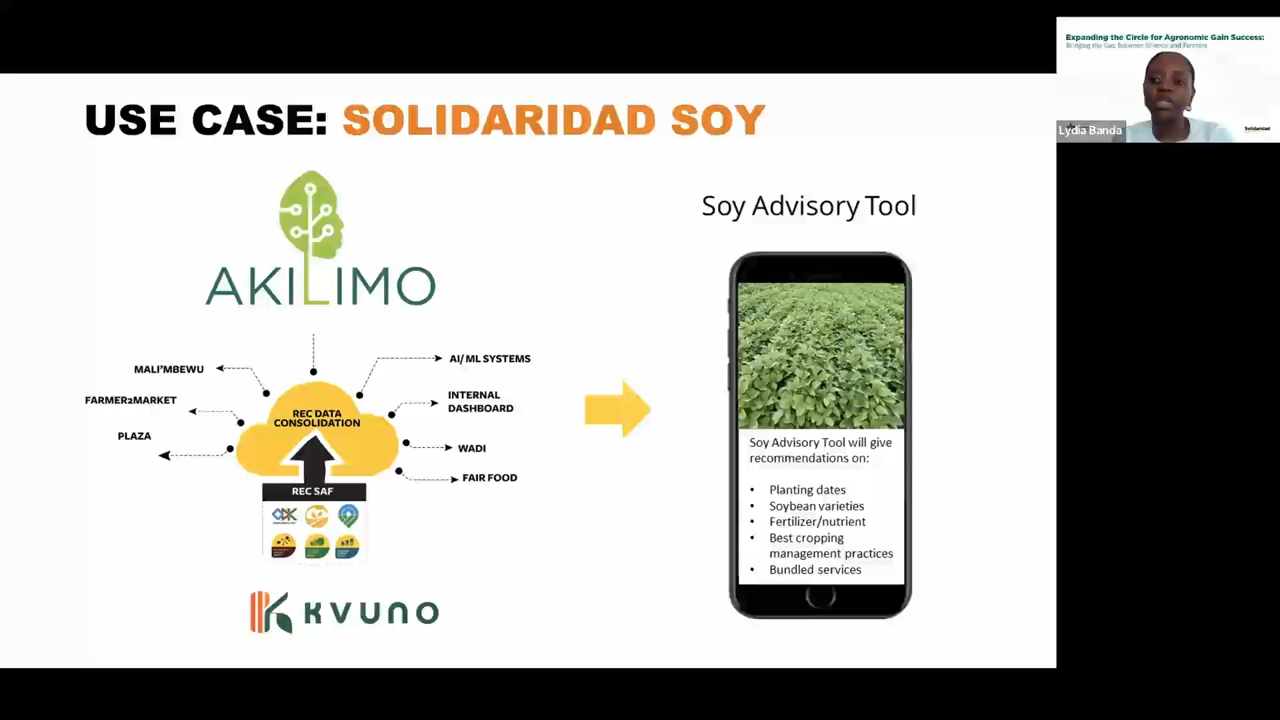 USE CASE: SOLIDARIDAD SOY
Expanding the Circle for Agronomic Gain Success:
Bridging the Gap Between Science and Farmers
Lydia Banda
Solidaridad
AKILIMO
MALI'MBEWU
FARMER2MARKET
PLAZA
REC DATA
CONSOLIDATION
AI/ ML SYSTEMS
INTERNAL
DASHBOARD
WADI
FAIR FOOD
REC SAF
ODK
KVUNO
Soy Advisory Tool
Soy Advisory Tool will give
recommendations on:
• Planting dates
• Soybean varieties
• Fertilizer/nutrient
• Best cropping
management practices
• Bundled services